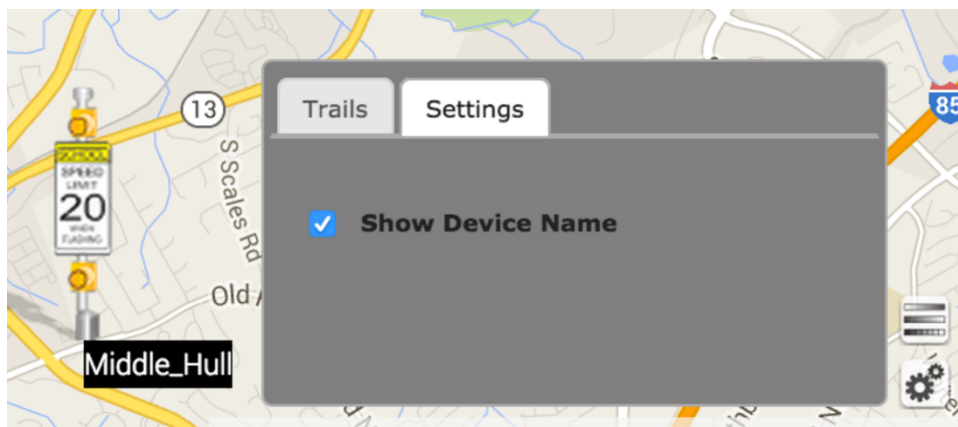 13
Trails
Settings
85
SCHOOL
SPEED
LIMIT
20
WHEN
FLASHING
S Scales Rd
Show Device Name
Old
Middle_Hull